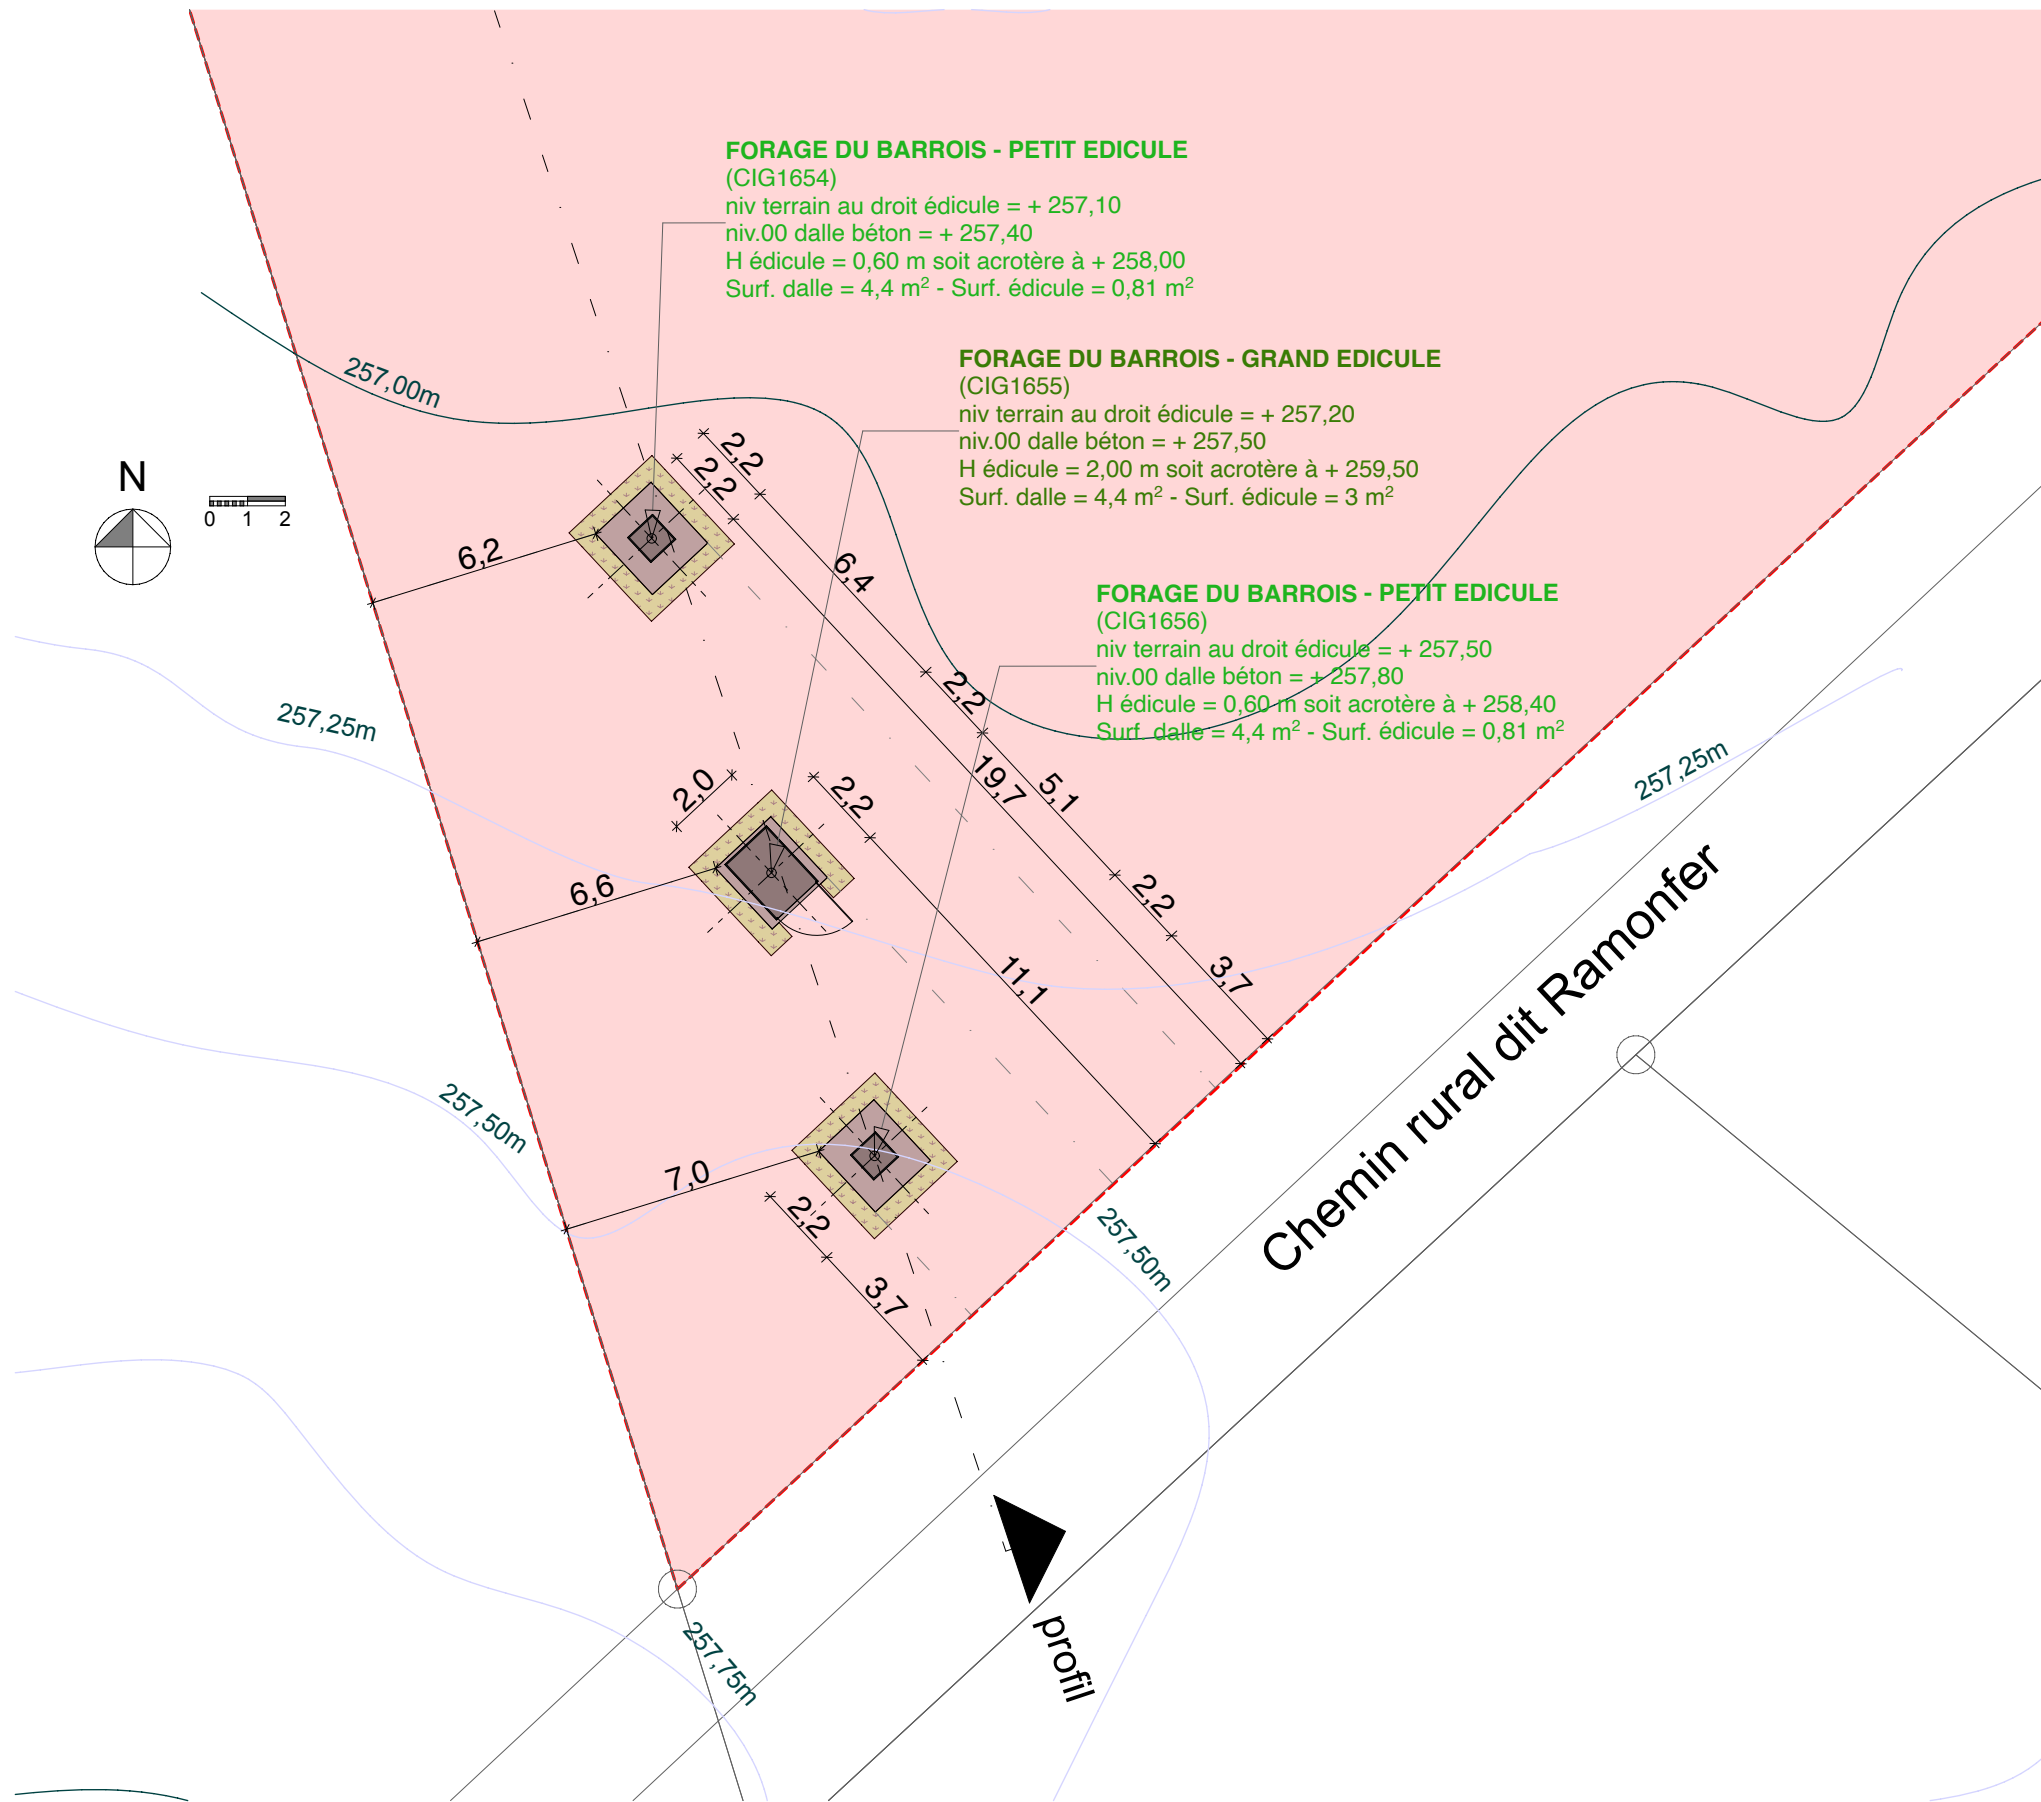 FORAGE DU BARROIS - PETIT EDICULE
(CIG1654)
niv terrain au droit édicule = + 257,10
niv.00 dalle béton = + 257,40
H édicule = 0,60 m soit acrotère à + 258,00
Surf. dalle = 4,4 m² - Surf. édicule = 0,81 m²
FORAGE DU BARROIS - GRAND EDICULE
(CIG1655)
niv terrain au droit édicule = + 257,20
niv.00 dalle béton = + 257,50
H édicule = 2,00 m soit acrotère à + 259,50
Surf. dalle = 4,4 m² - Surf. édicule = 3 m²
257,00m
N
0 1 2
2,2
2,2
6,2
6,4
FORAGE DU BARROIS - PETIT EDICULE
(CIG1656)
niv terrain au droit édicule = + 257,50
niv.00 dalle béton = + 257,80
H édicule = 0,60 m soit acrotère à + 258,40
Surf. dalle = 4,4 m² - Surf. édicule = 0,81 m²
2,2
257,25m
257,25m
19,7
5,1
2,0
2,2
6,6
2,2
11,1
3,7
Chemin rural dit Ramonfer
257,50m
7,0
2,2
257,50m
3,7
profil
257,75m